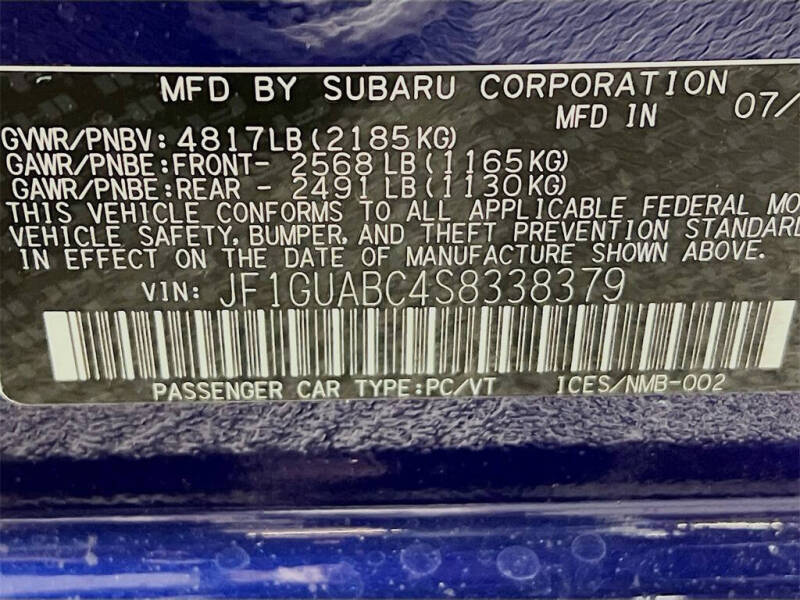 MFD BY SUBARU CORPORATION
MFD IN 07/
GVWR/PNBV: 4817LB(2185KG)
GAWR/PNBE:FRONT- 2568 LB(1165KG)
GAWR/PNBE:REAR - 2491 LB(1130KG)
THIS VEHICLE CONFORMS TO ALL APPLICABLE FEDERAL MO
VEHICLE SAFETY, BUMPER, AND THEFT PREVENTION STANDARD
IN EFFECT ON THE DATE OF MANUFACTURE SHOWN ABOVE.
VIN: JF1GUABC4S8338379
PASSENGER CAR TYPE:PC/VT ICES/NMB-002